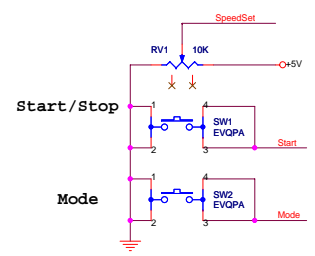 SpeedSet
RV1 10K
+5V
Start/Stop
1 4
SW1
EVQPA
2 3
Start
Mode
1 4
SW2
EVQPA
2 3
Mode